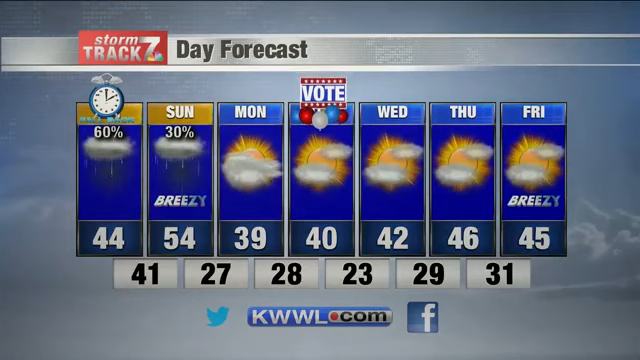 storm
TRACK 7
Day Forecast
VOTE
SUN MON WED THU FRI
60% 30%
BREEZY BREEZY
44 54 39 40 42 46 45
41 27 28 23 29 31
KWWL.com
f